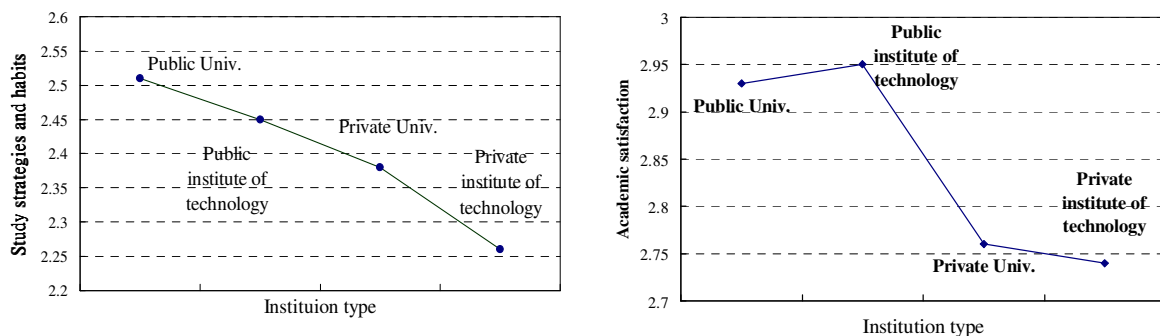 2.6
2.55
2.5
2.45
2.4
2.35
2.3
2.25
2.2
Study strategies and habits
Public Univ.
Public
institute of
technology
Private Univ.
Private
institute of
technology
Instituion type
3
2.95
2.9
2.85
2.8
2.75
2.7
Academic satisfaction
Public Univ.
Public
institute of
technology
Private Univ.
Private
institute of
technology
Institution type